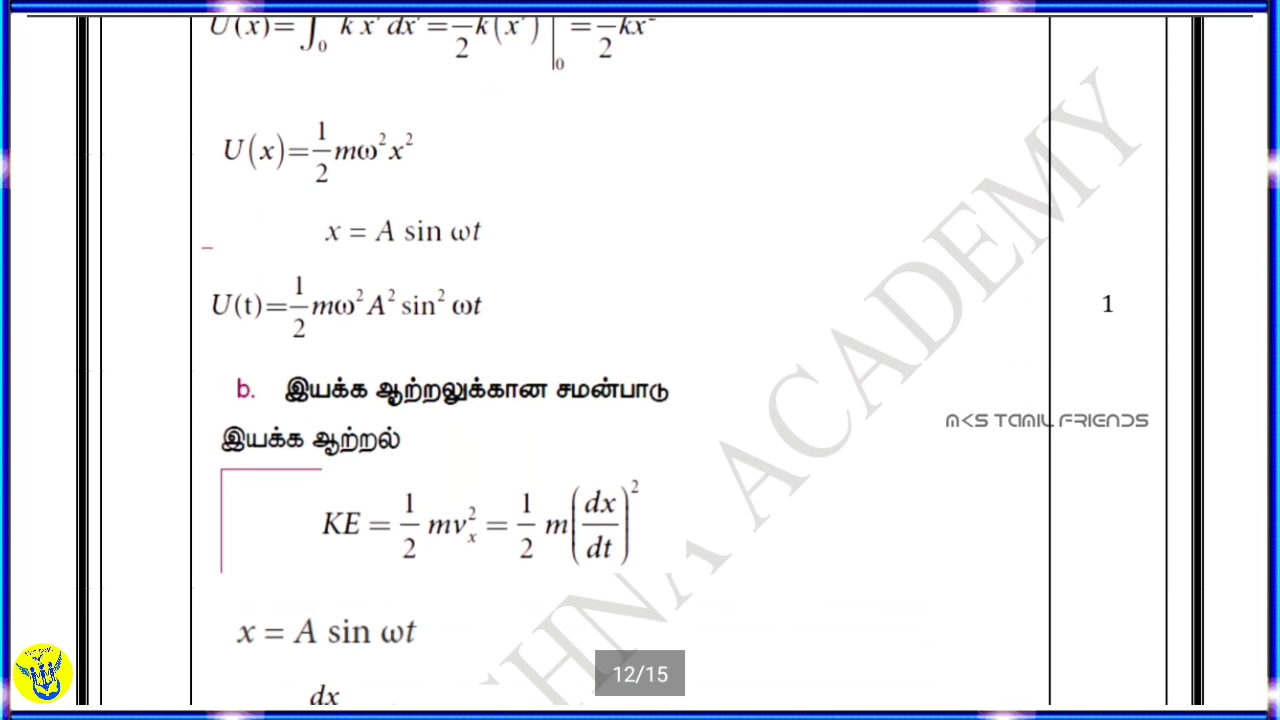 U(x)=∫₀ k x' dx' = 1/2 k(x') |₀ = 1/2 kx²
U(x)=1/2 mω²x²
x = A sin ωt
U(t)=1/2 mω²A² sin² ωt
1
b. இயக்க ஆற்றலுக்கான சமன்பாடு
MKS TAMIL FRIENDS
இயக்க ஆற்றல்
KE = 1/2 mvₓ² = 1/2 m(dx/dt)²
x = A sin ωt
12/15
dx
HNA ACADEMY